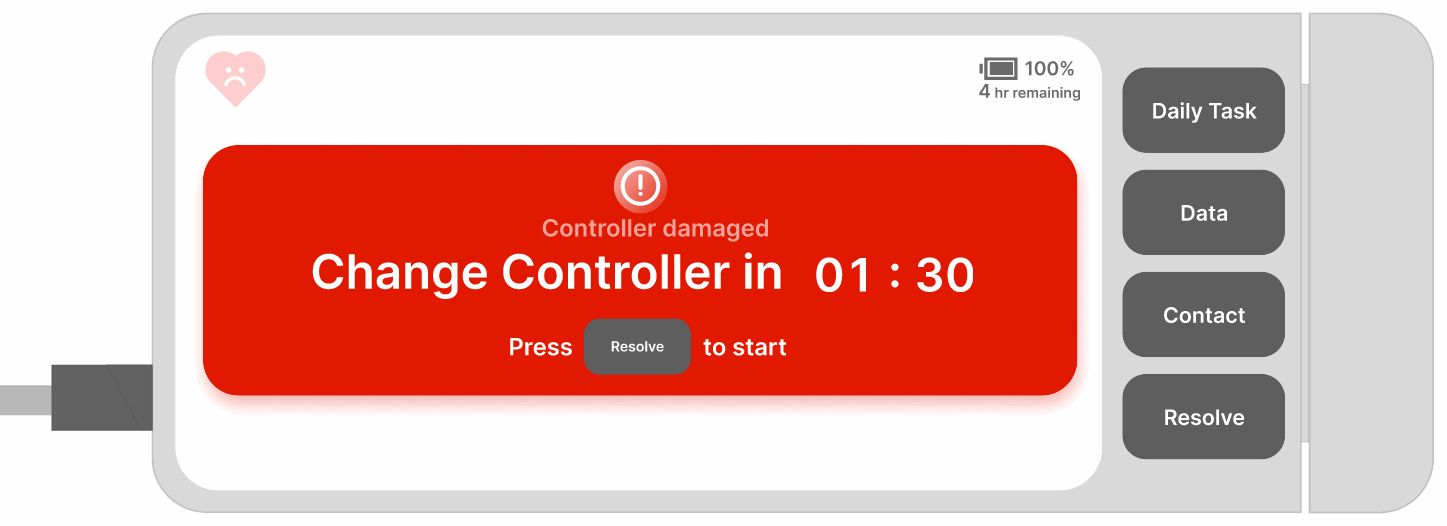 100%
4 hr remaining
Controller damaged
Change Controller in 01 : 30
Press Resolve to start
Daily Task
Data
Contact
Resolve